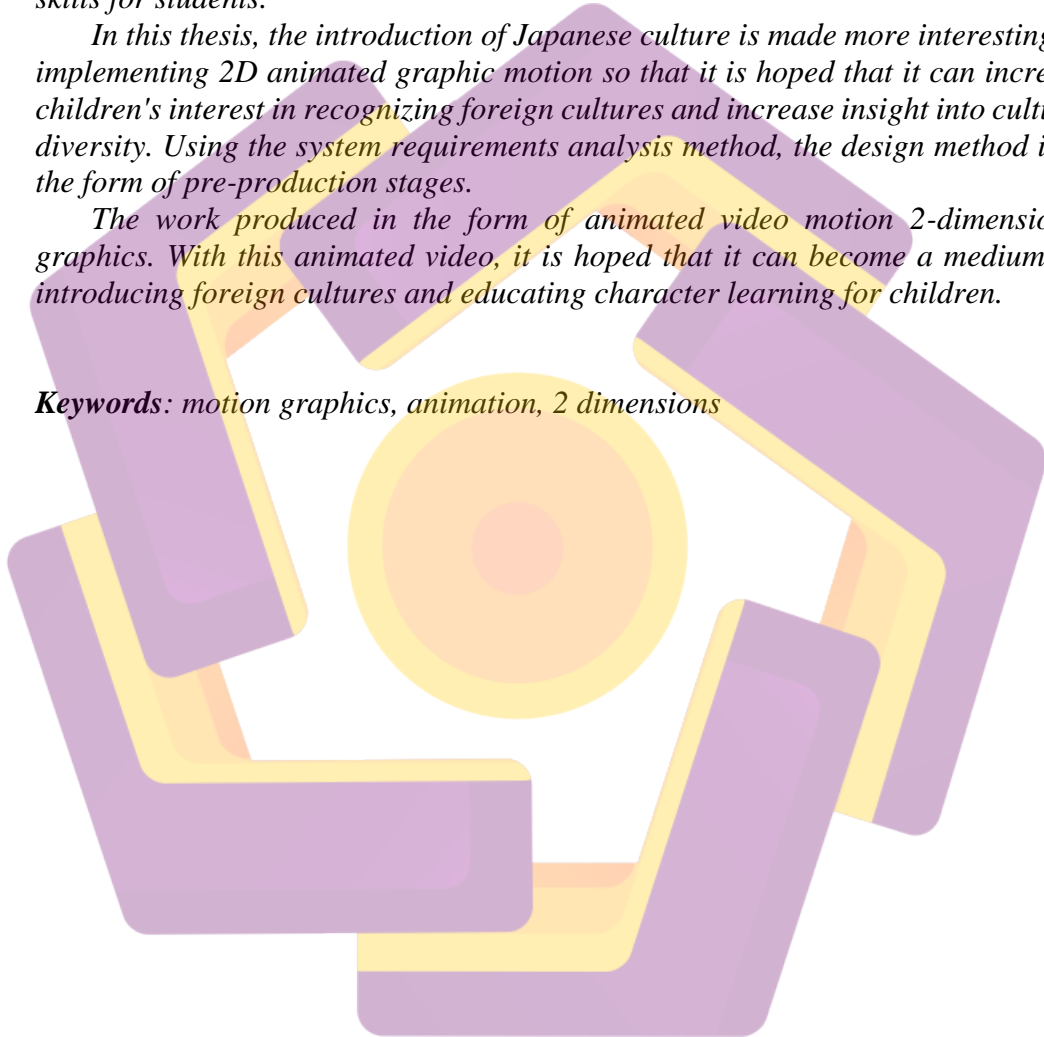 skills for students.
In this thesis, the introduction of Japanese culture is made more interesting
implementing 2D animated graphic motion so that it is hoped that it can incre
children's interest in recognizing foreign cultures and increase insight into cultu
diversity. Using the system requirements analysis method, the design method i
the form of pre-production stages.
The work produced in the form of animated video motion 2-dimensio
graphics. With this animated video, it is hoped that it can become a medium
introducing foreign cultures and educating character learning for children.
Keywords: motion graphics, animation, 2 dimensions